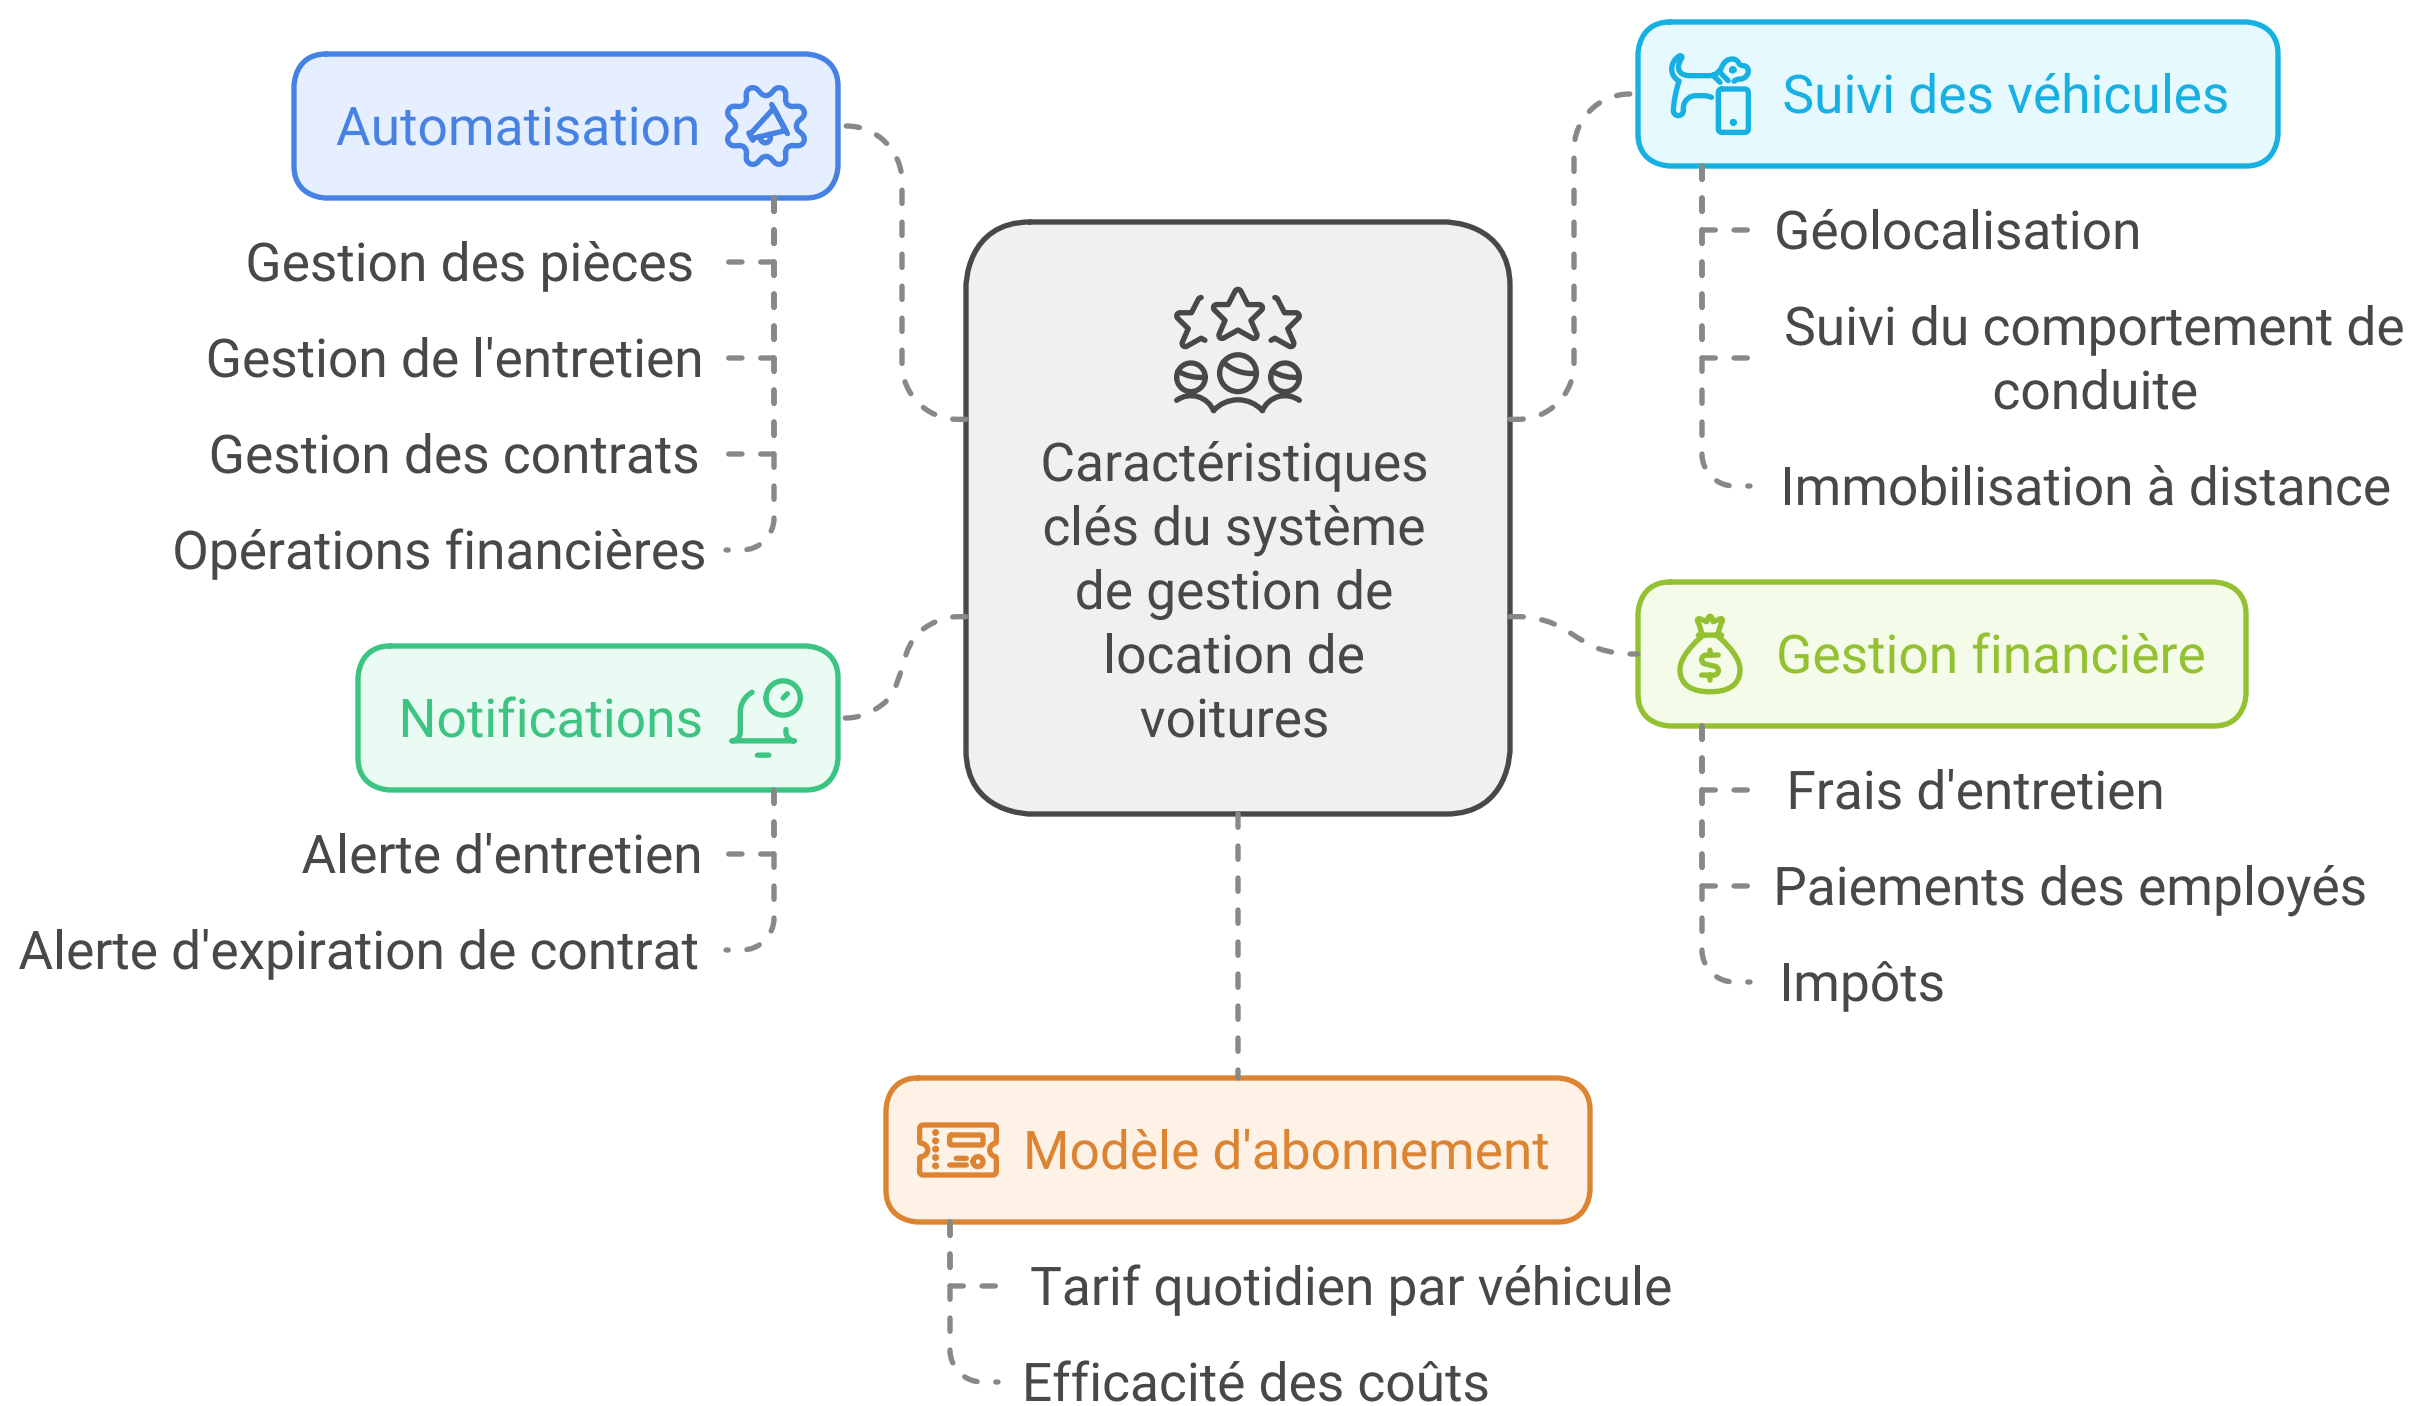 Automatisation
Gestion des pièces
Gestion de l'entretien
Gestion des contrats
Opérations financières
Notifications
Alerte d'entretien
Alerte d'expiration de contrat
Caractéristiques
clés du système
de gestion de
location de
voitures
Suivi des véhicules
Géolocalisation
Suivi du comportement de
conduite
Immobilisation à distance
Gestion financière
Frais d'entretien
Paiements des employés
Impôts
Modèle d'abonnement
Tarif quotidien par véhicule
Efficacité des coûts